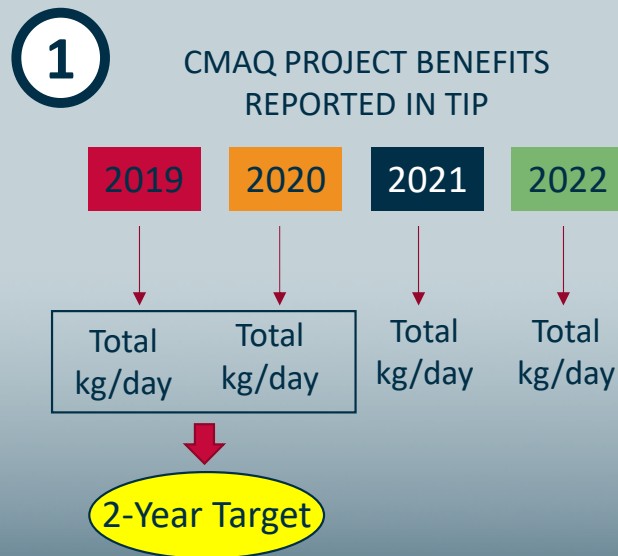 1
CMAQ PROJECT BENEFITS
REPORTED IN TIP
2019 2020 2021 2022
Total Total Total Total
kg/day kg/day kg/day kg/day
2-Year Target